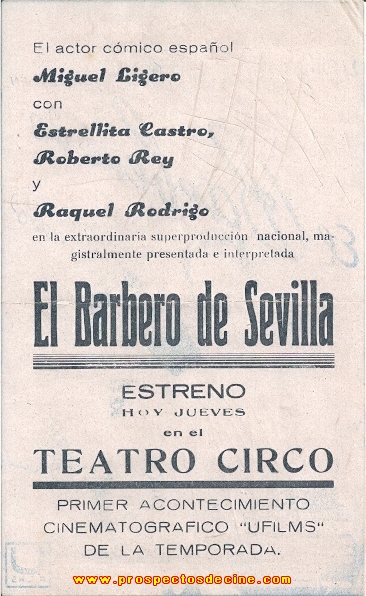 El actor cómico español
Miguel Ligero
con
Estrellita Castro,
Roberto Rey
y
Raquel Rodrigo
en la extraordinaria superproducción nacional, ma-
gistralmente presentada e interpretada
El Barbero de Sevilla
ESTRENO
HOY JUEVES
en el
TEATRO CIRCO
PRIMER ACONTECIMIENTO
CINEMATOGRAFICO "UFILMS"
DE LA TEMPORADA.
www.prospectosdecine.com